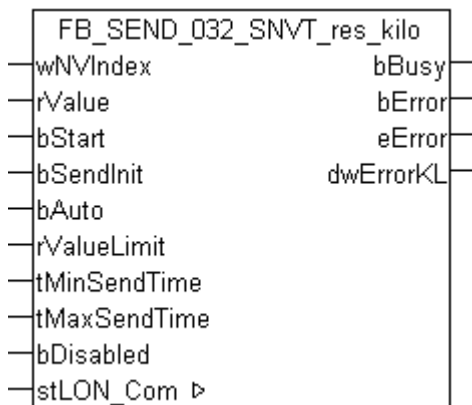 FB_SEND_032_SNVT_res_kilo
wNVIndex bBusy
rValue bError
bStart eError
bSendInit dwErrorKL
bAuto
rValueLimit
tMinSendTime
tMaxSendTime
bDisabled
stLON_Com ▷